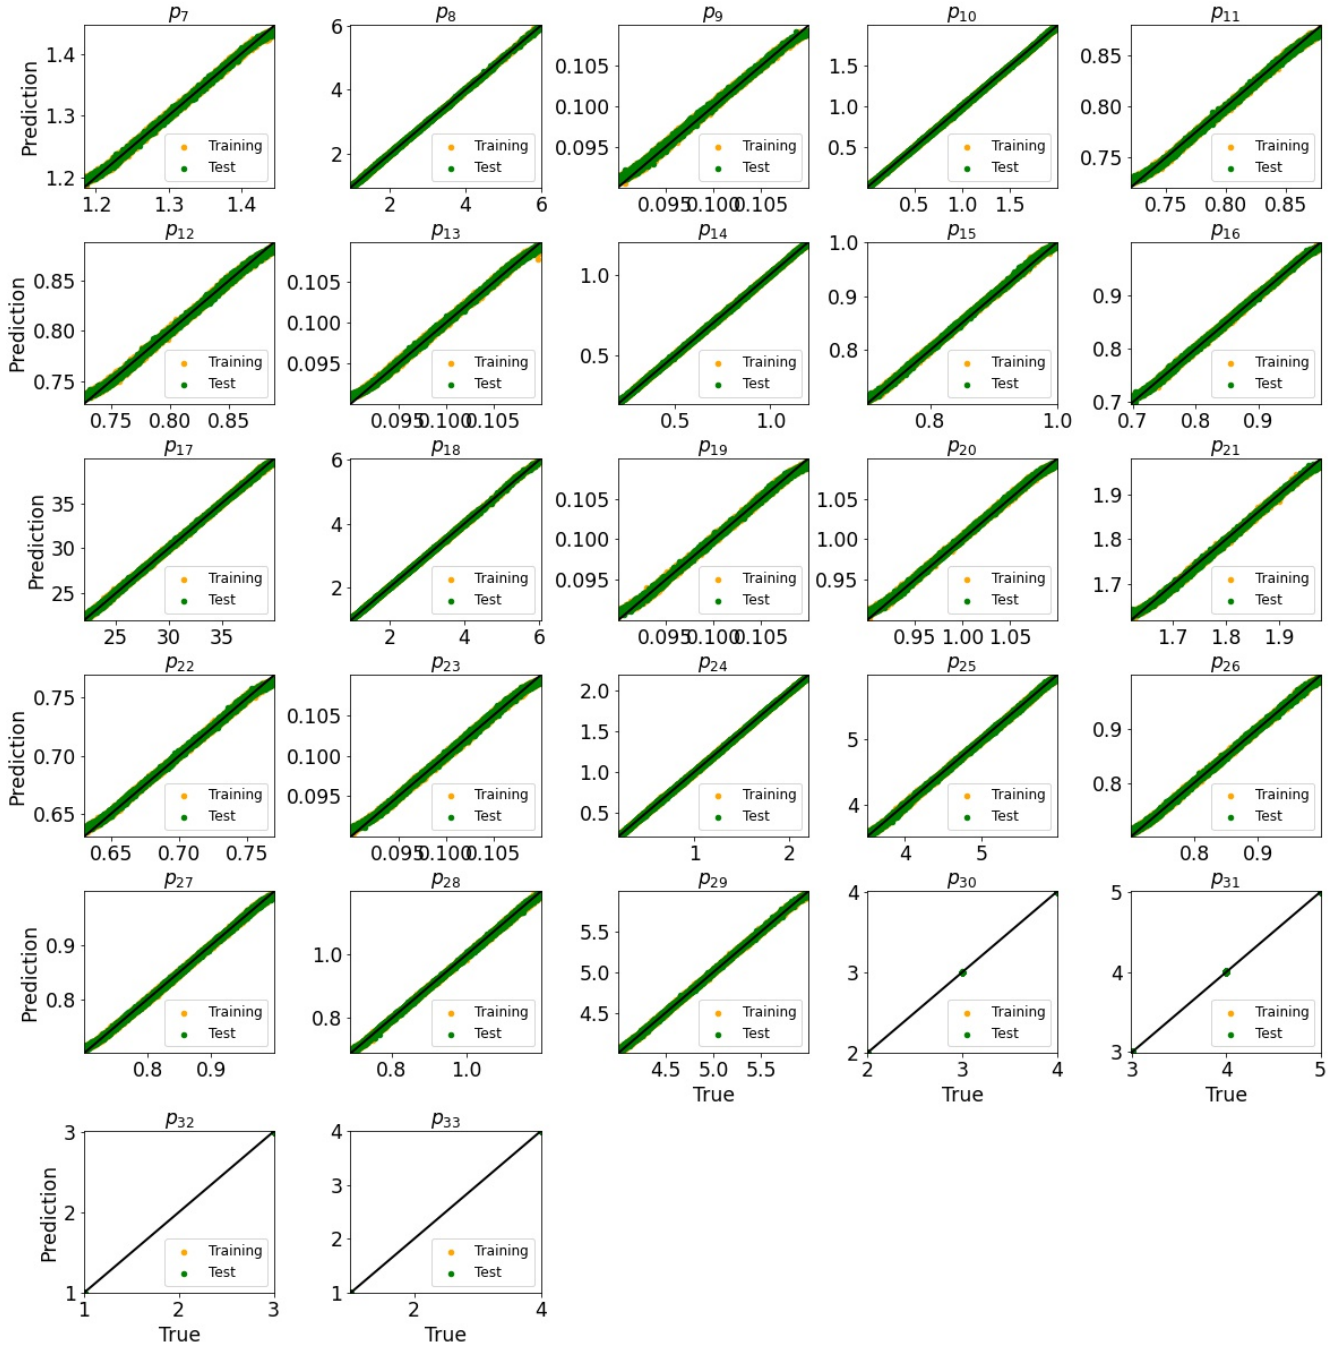 p7 p8 p9 p10 p11
Prediction
1.4 1.3 1.2
1.2 1.3 1.4
Training
Test
6 4 2
2 4 6
Training
Test
0.105 0.100 0.095
0.095 0.100 0.105
Training
Test
1.5 1.0 0.5
0.5 1.0 1.5
Training
Test
0.85 0.80 0.75
0.75 0.80 0.85
Training
Test
p12 p13 p14 p15 p16
Prediction
0.85 0.80 0.75
0.75 0.80 0.85
Training
Test
0.105 0.100 0.095
0.095 0.100 0.105
Training
Test
1.0 0.5
0.5 1.0
Training
Test
1.0 0.9 0.8
0.8 0.9 1.0
Training
Test
0.9 0.8 0.7
0.7 0.8 0.9
Training
Test
p17 p18 p19 p20 p21
Prediction
35 30 25
25 30 35
Training
Test
6 4 2
2 4 6
Training
Test
0.105 0.100 0.095
0.095 0.100 0.105
Training
Test
1.05 1.00 0.95
0.95 1.00 1.05
Training
Test
1.9 1.8 1.7
1.7 1.8 1.9
Training
Test
p22 p23 p24 p25 p26
Prediction
0.75 0.70 0.65
0.65 0.70 0.75
Training
Test
0.105 0.100 0.095
0.095 0.100 0.105
Training
Test
2.0 1.5 1.0 0.5
1 2
Training
Test
5 4
4 5
Training
Test
0.9 0.8
0.8 0.9
Training
Test
p27 p28 p29 p30 p31
Prediction
0.9 0.8
0.8 0.9
Training
Test
1.0 0.8
0.8 1.0
Training
Test
5.5 5.0 4.5
4.5 5.0 5.5
Training
Test
True
4 3 2
2 3 4
Training
Test
True
5 4 3
3 4 5
Training
Test
True
p32 p33
Prediction
3 2 1
1 2 3
Training
Test
True
4 3 2 1
2 4
Training
Test
True